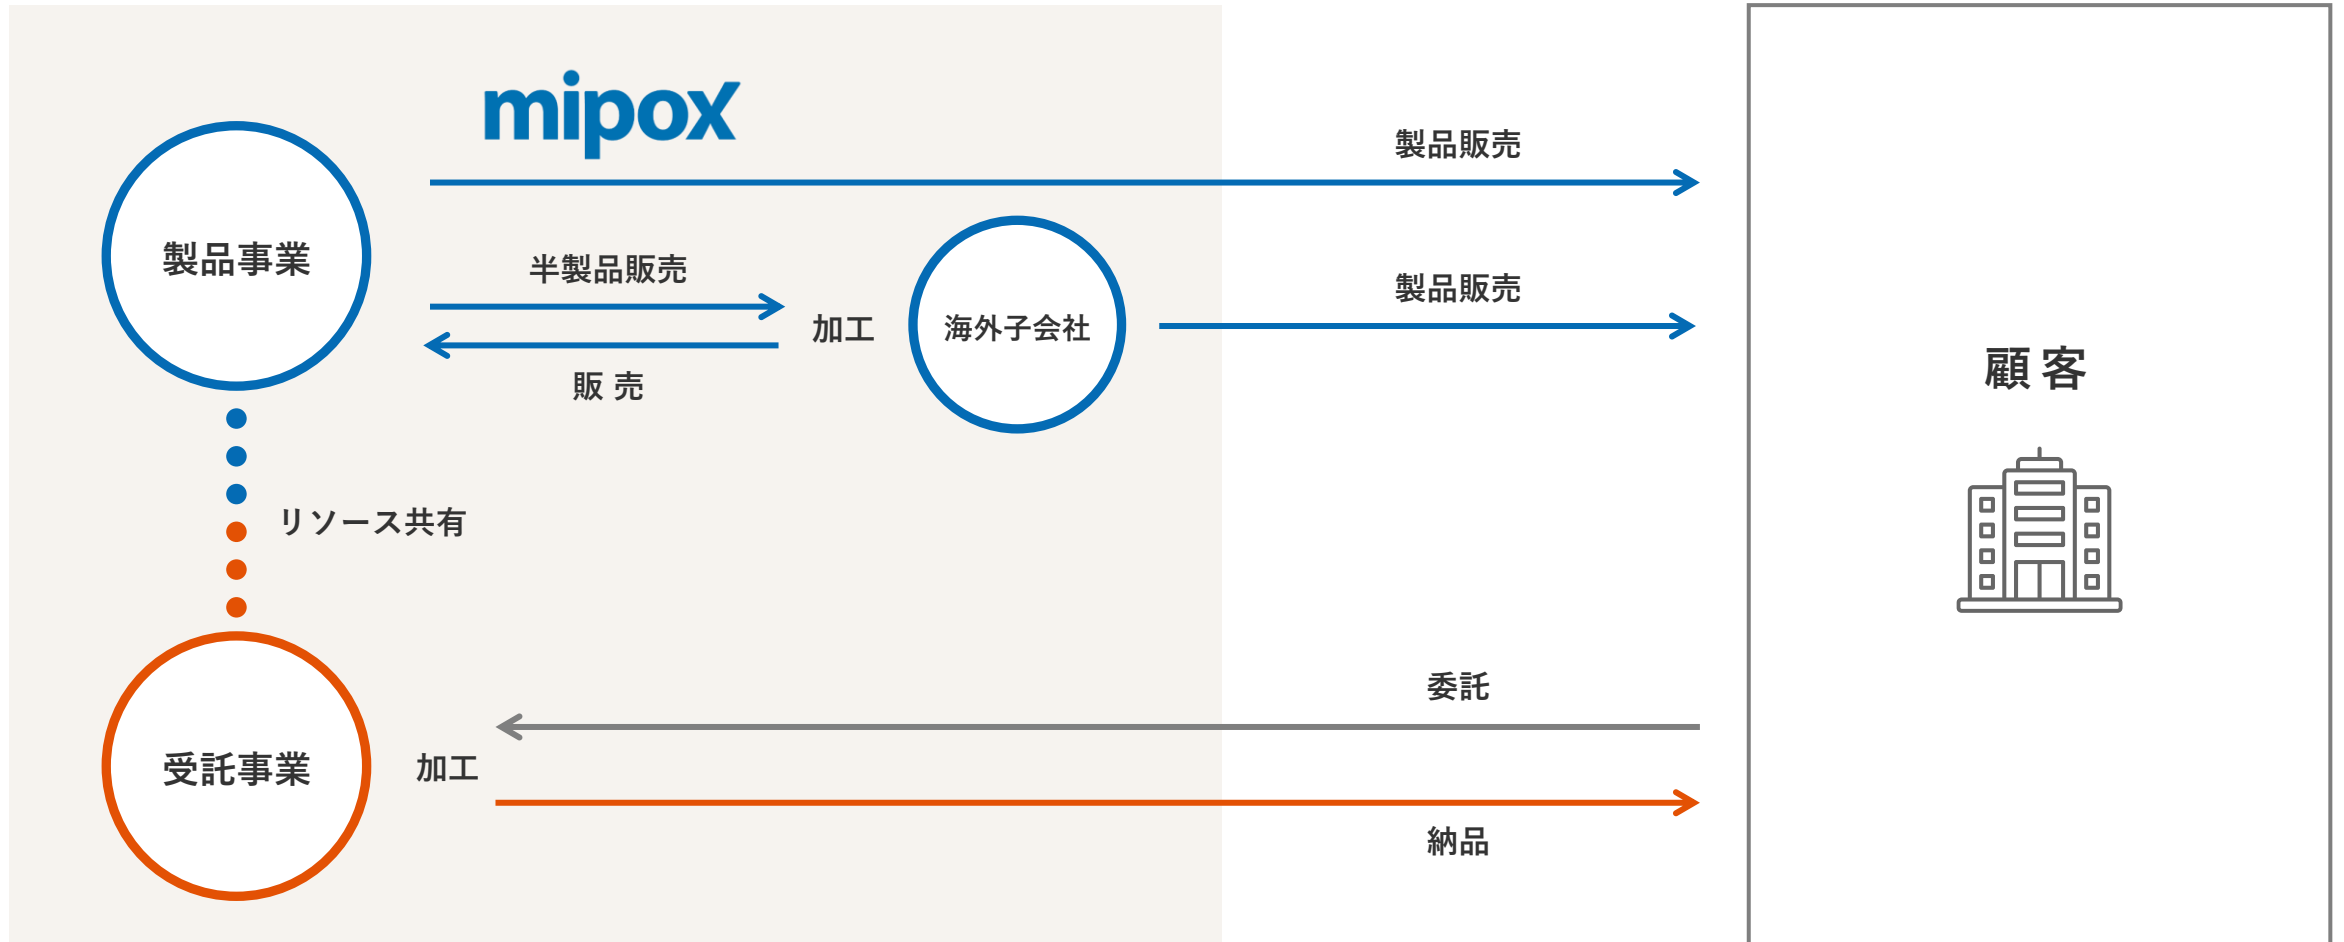 mipox
製品販売
製品事業
半製品販売
加工
海外子会社
製品販売
販 売
顧 客
リソース共有
委託
受託事業
加工
納品